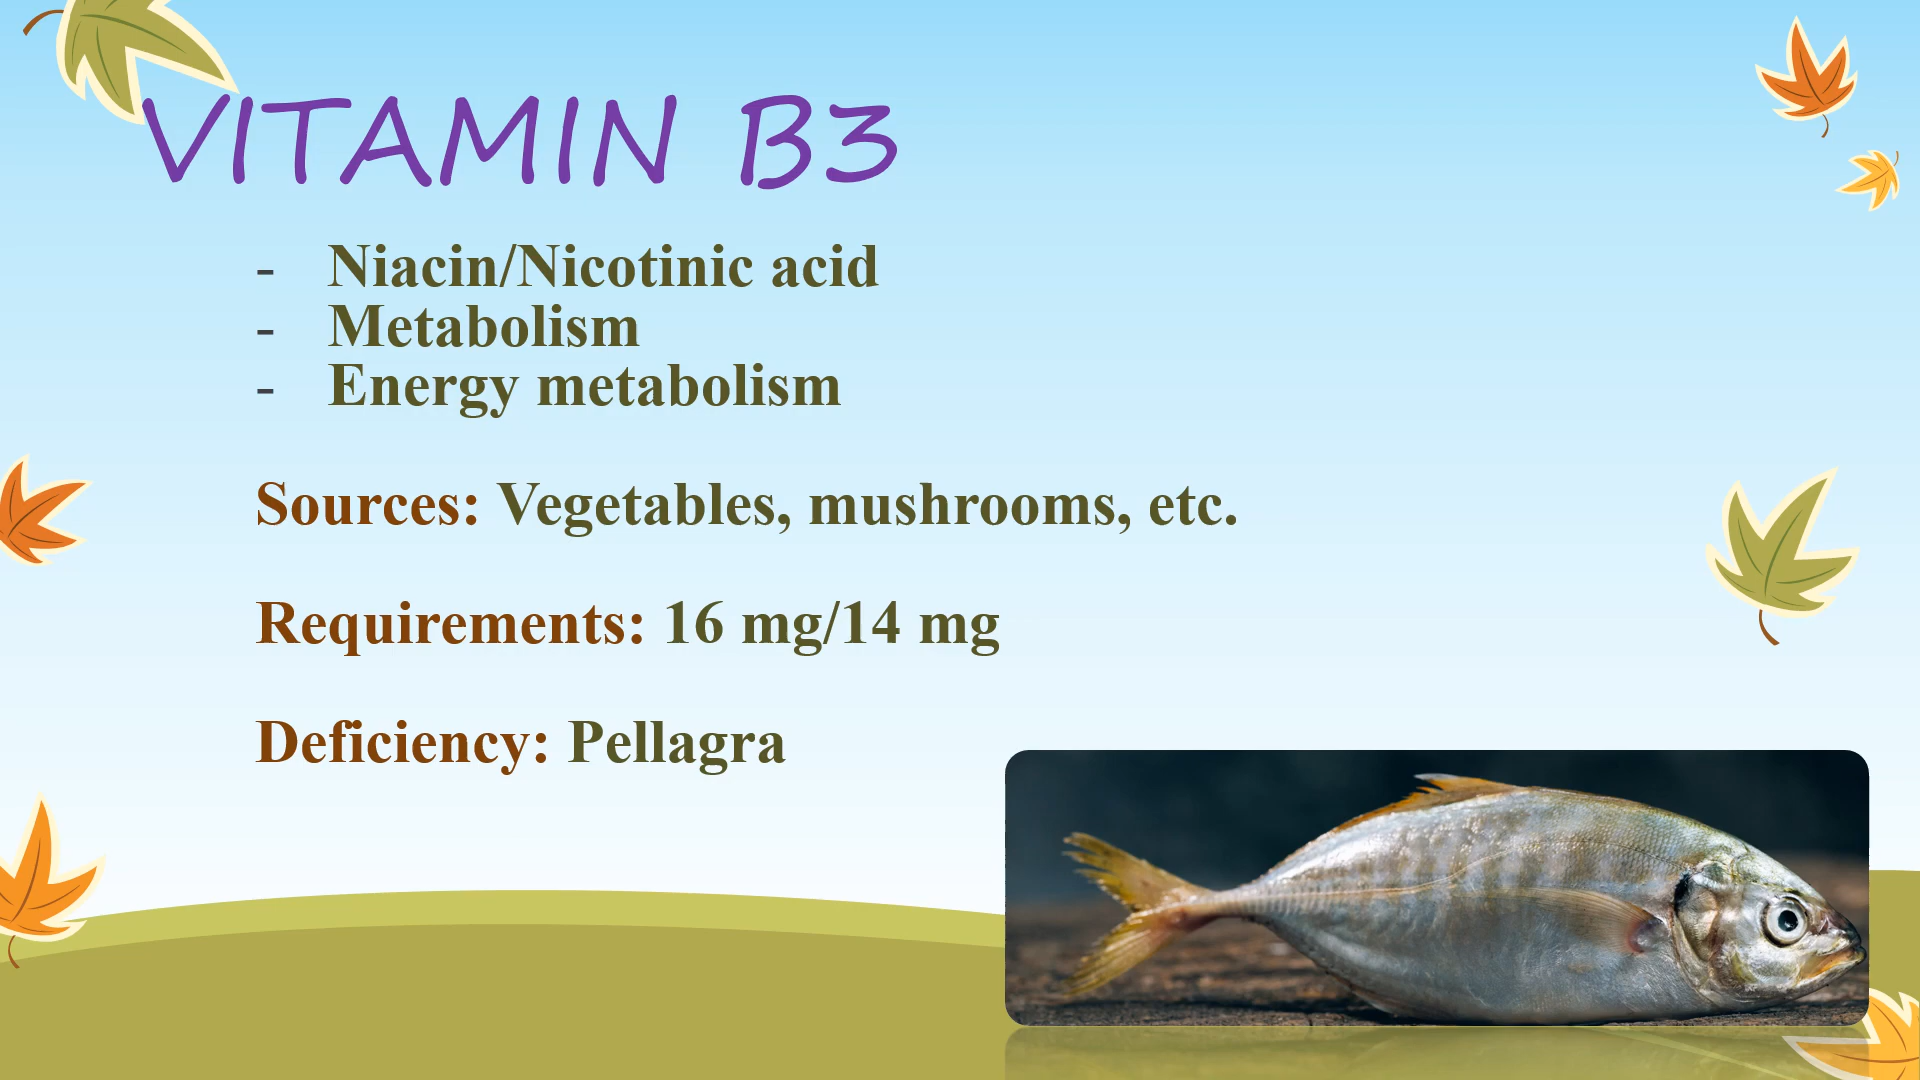 VITAMIN B3
- Niacin/Nicotinic acid
- Metabolism
- Energy metabolism
Sources: Vegetables, mushrooms, etc.
Requirements: 16 mg/14 mg
Deficiency: Pellagra